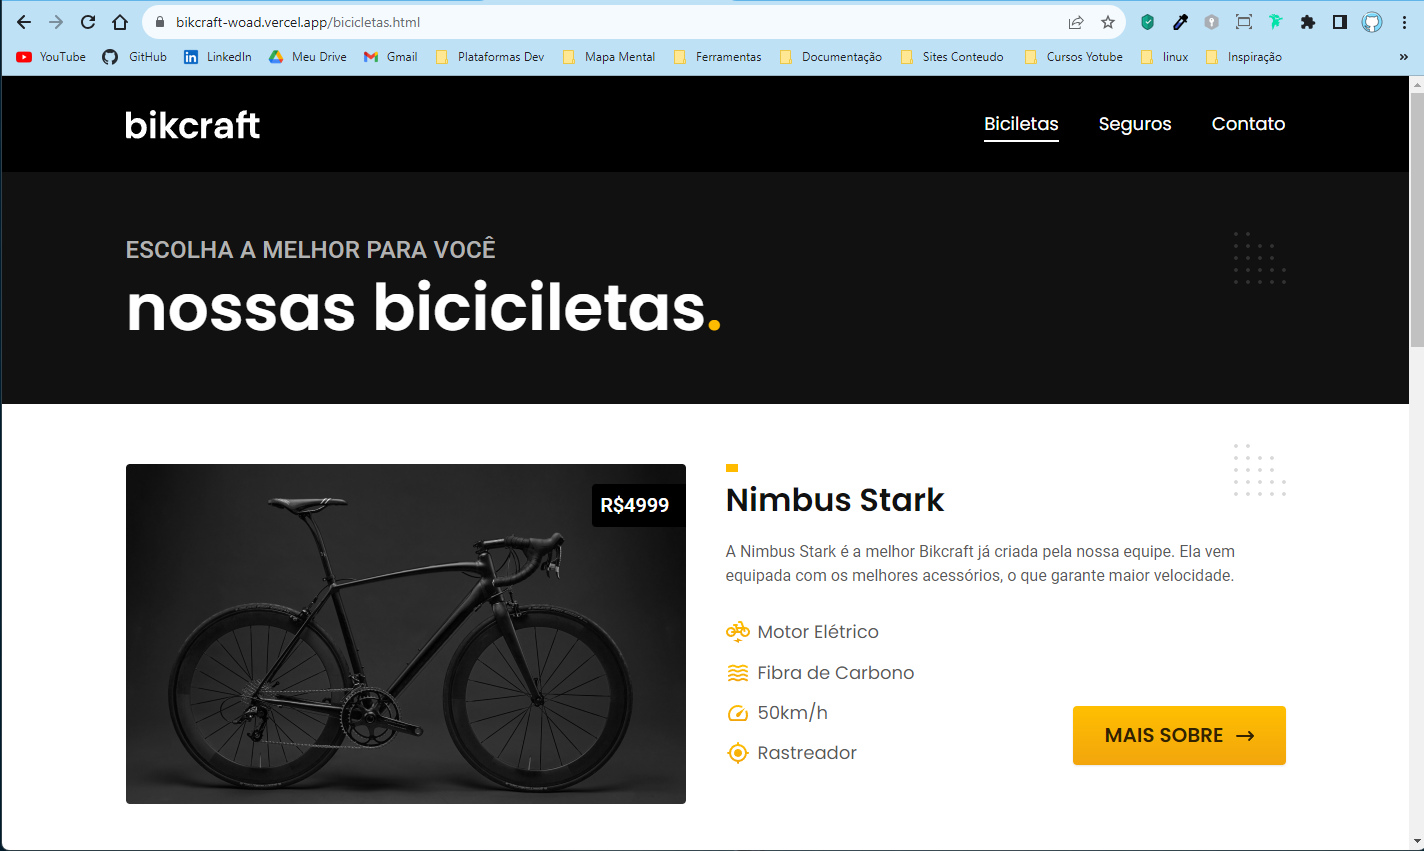 bikcraft-woad.vercel.app/bicicletas.html
YouTube GitHub LinkedIn Meu Drive Gmail Plataformas Dev Mapa Mental Ferramentas Documentação Sites Conteudo Cursos Yotube linux Inspiração »
bikcraft
Biciletas Seguros Contato
ESCOLHA A MELHOR PARA VOCÊ
nossas biciciletas.
R$4999
Nimbus Stark
A Nimbus Stark é a melhor Bikcraft já criada pela nossa equipe. Ela vem
equipada com os melhores acessórios, o que garante maior velocidade.
Motor Elétrico
Fibra de Carbono
50km/h
Rastreador
MAIS SOBRE →